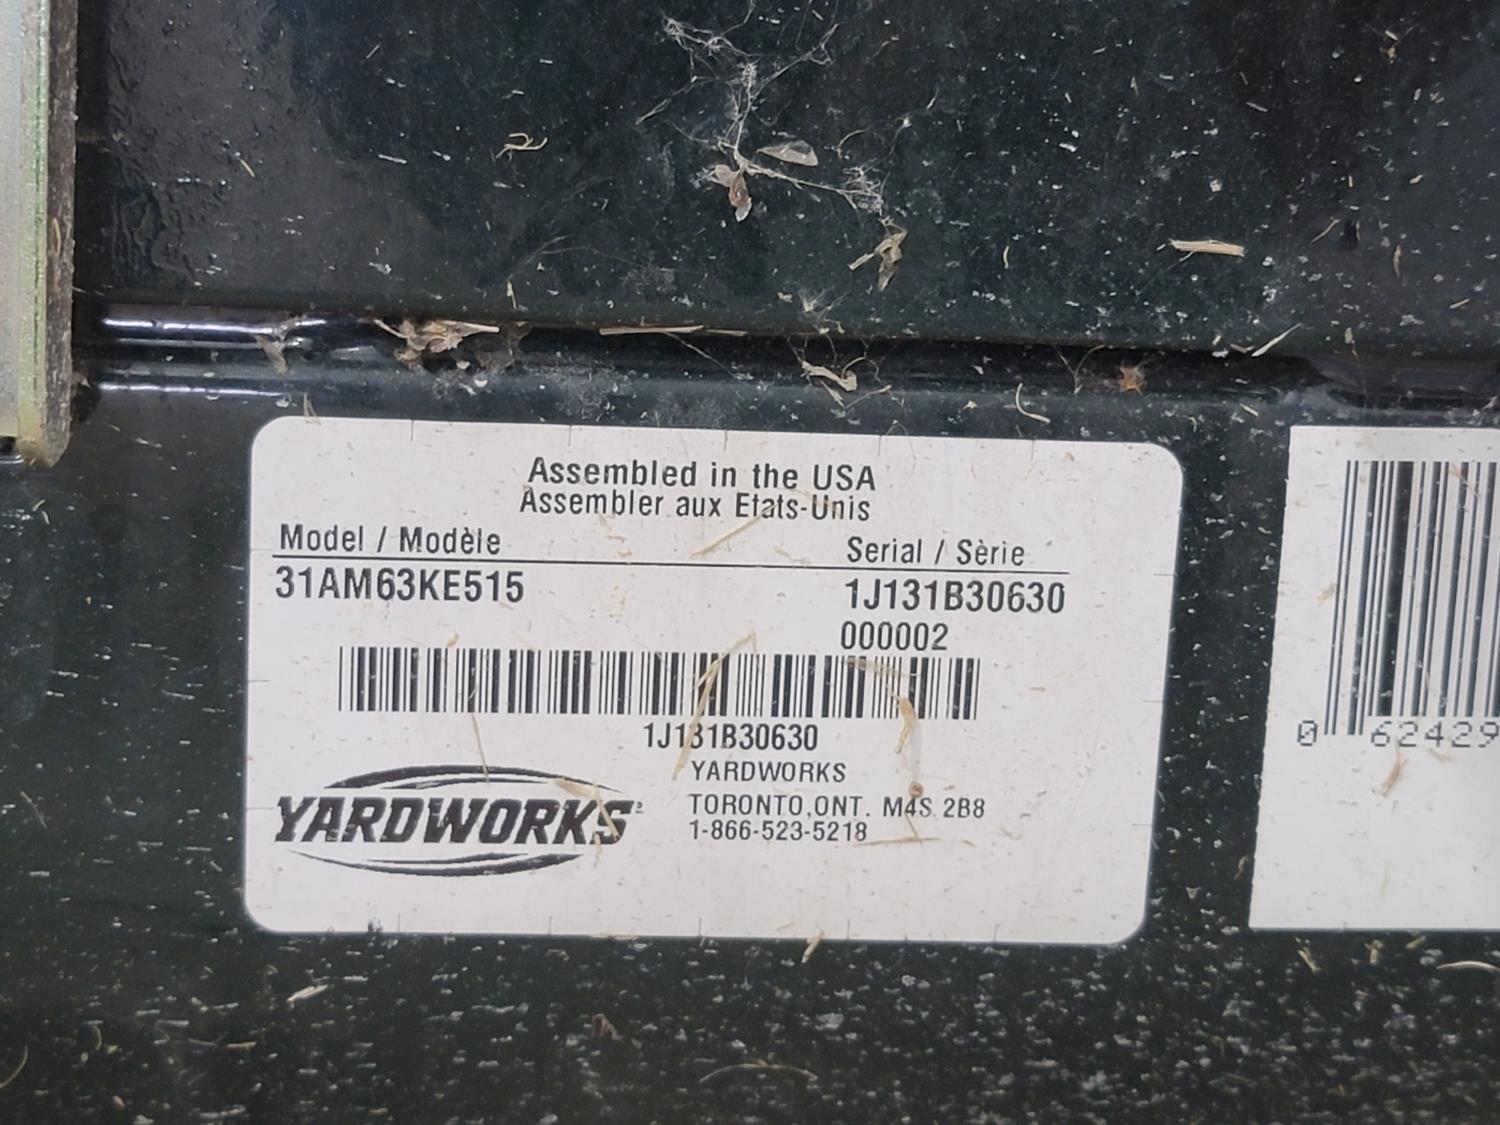 Assembled in the USA
Assembler aux Etats-Unis
Model / Modèle
Serial / Sèrie
31AM63KE515
1J131B30630
000002
1J131B30630
YARDWORKS
YARDWORKS
TORONTO,ONT. M4S 2B8
1-866-523-5218
0 62429